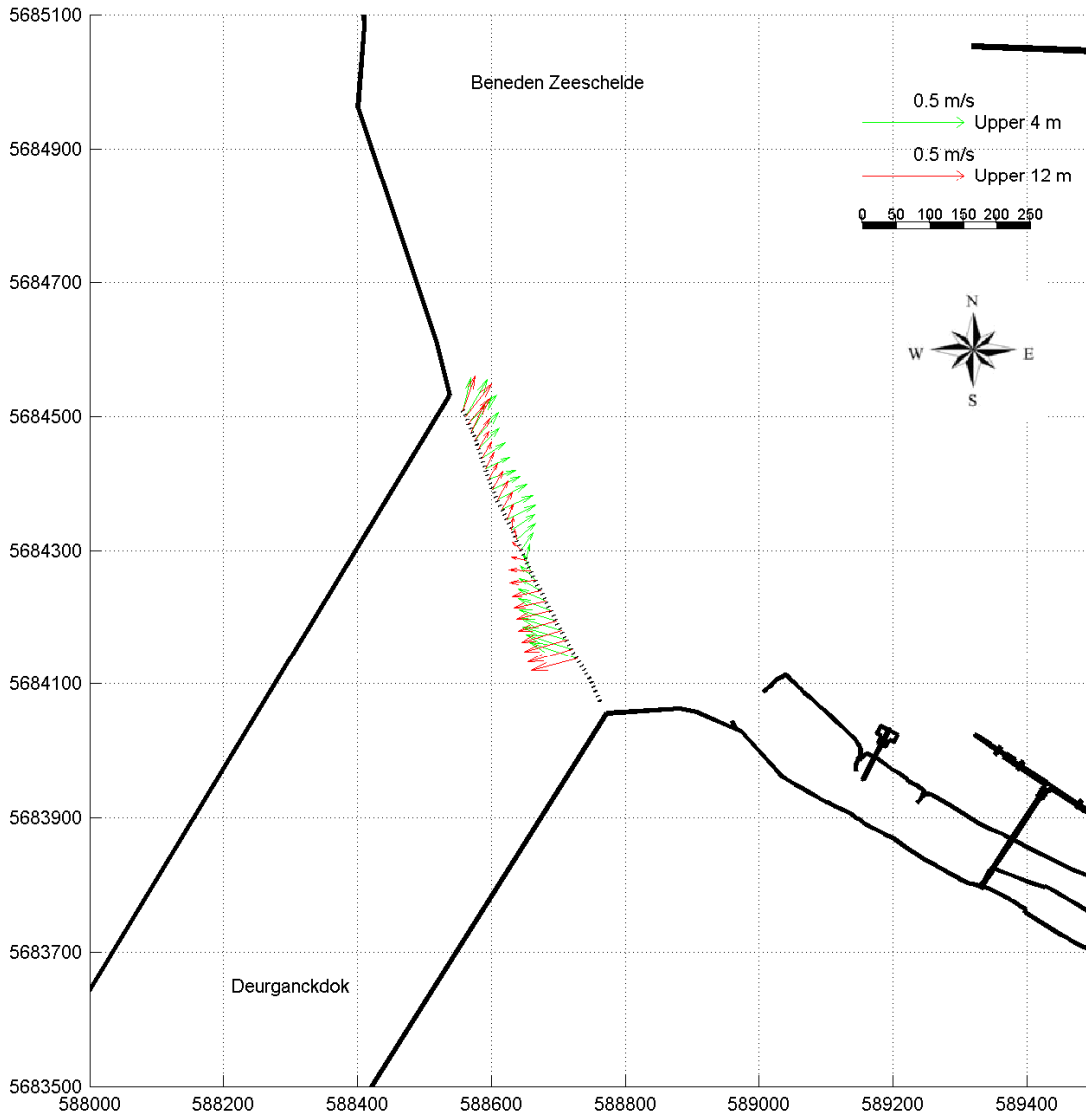 5685100
5684900
5684700
5684500
5684300
5684100
5683900
5683700
5683500
588000 588200 588400 588600 588800 589000 589200 589400
Beneden Zeeschelde
0.5 m/s
Upper 4 m
0.5 m/s
Upper 12 m
0 50 100 150 200 250
N
W E
S
Deurganckdok